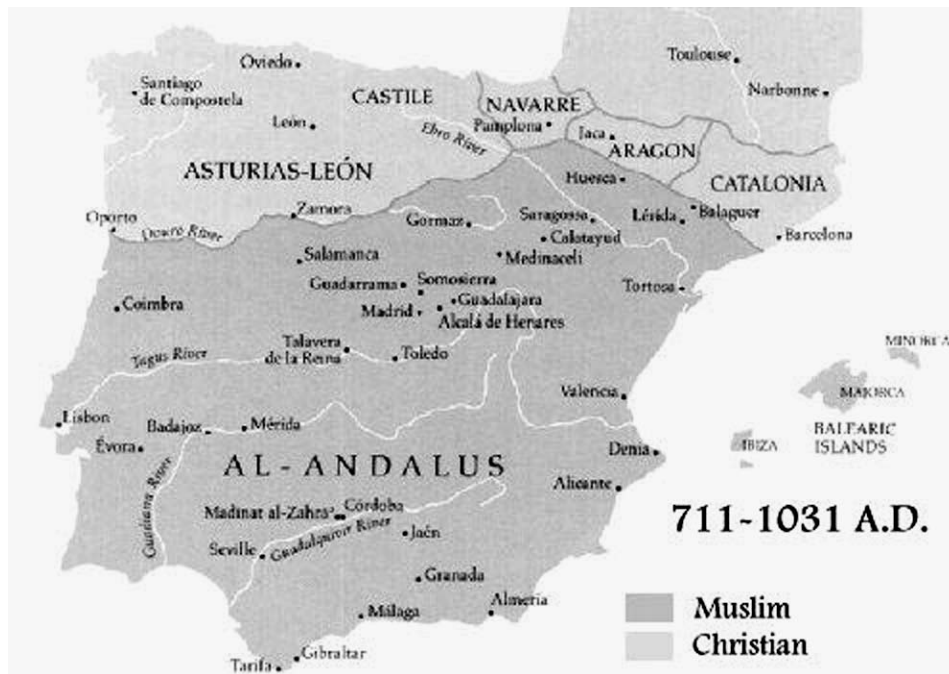 Toulouse
Oviedo
Santiago
de Compostela
Narbonne
CASTILE
NAVARRE
León
Pamplona
Ebro River
Jaca
ARAGON
ASTURIAS-LEÓN
Huesca
CATALONIA
Zamora
Oporto
Douro River
Gormaz
Saragossa
Lérida
Balaguer
Barcelona
Calatayud
Salamanca
Medinaceli
Guadarrama
Somosierra
Tortosa
Coimbra
Guadalajara
Madrid
Alcalá de Henares
Talavera
de la Reina
Toledo
Tagus River
MINORCA
MAJORCA
Valencia
Lisbon
Badajoz
Mérida
BALEARIC
ISLANDS
IBIZA
Évora
Denia
AL-ANDALUS
Alicante
Guadiana River
Madinat al-Zahra'
Córdoba
711-1031 A.D.
Seville
Guadalquivir River
Jaén
Granada
Almeria
Málaga
Muslim
Christian
Gibraltar
Tarifa